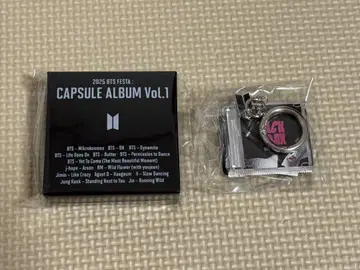 2025 BTS FESTA :
CAPSULE ALBUM Vol.1
BTS - Mikrokosmos BTS - ON BTS - Dynamite
BTS - Life Goes On BTS - Butter BTS - Permission to Dance
BTS - Yet To Come (The Most Beautiful Moment)
j-hope - Arson RM - Wild Flower (with youjeen)
Jimin - Like Crazy Agust D - Haegeum V - Slow Dancing
Jung Kook - Standing Next to You Jin - Running Wild